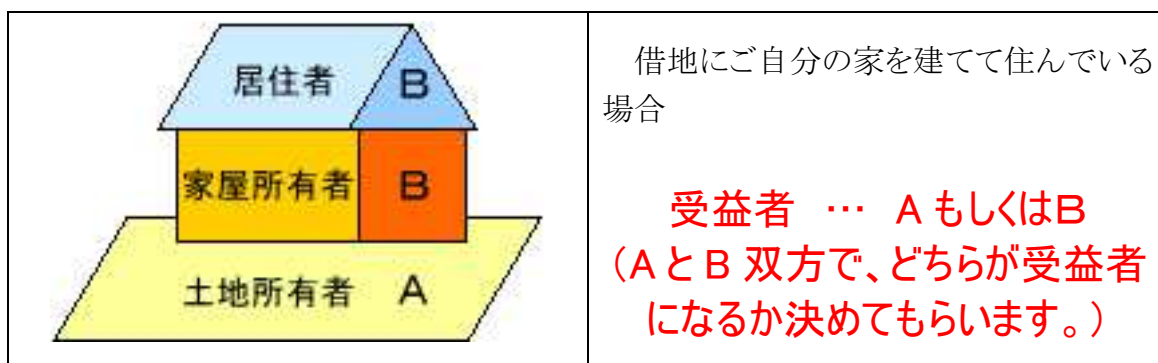 居住者 B
家屋所有者 B
土地所有者 A
借地にご自分の家を建てて住んでいる
場合
受益者 … A もしくはB
(AとB 双方で、どちらが受益者
になるか決めてもらいます。)